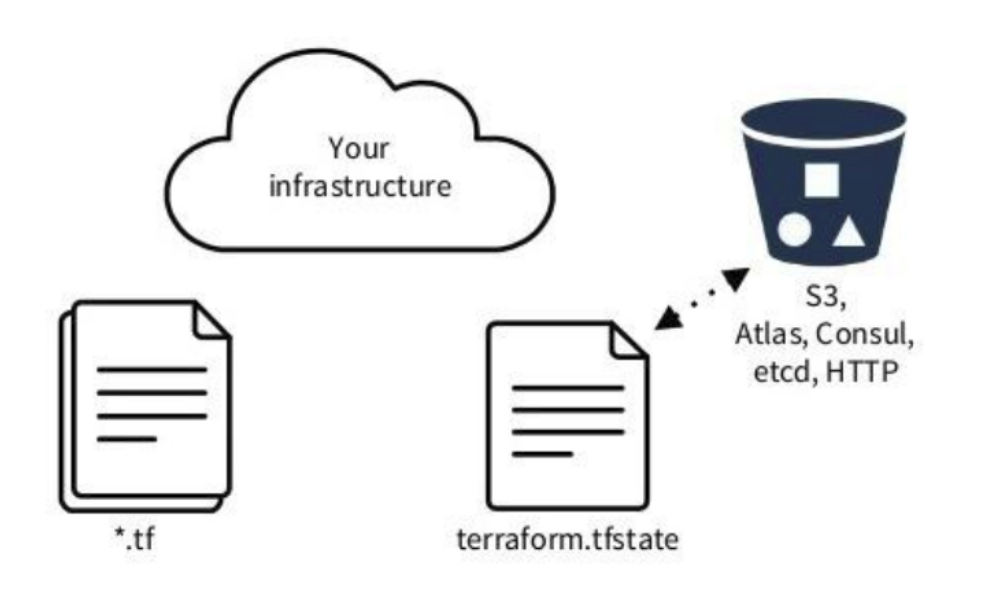 Your
infrastructure
S3,
Atlas, Consul,
etcd, HTTP
*.tf
terraform.tfstate